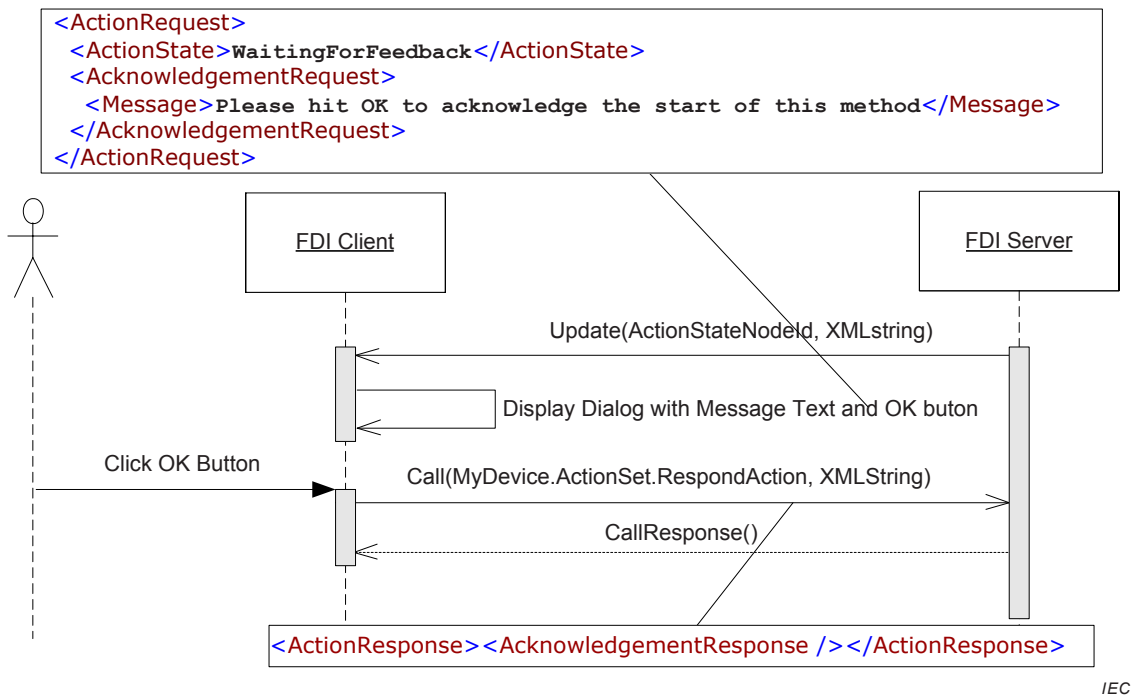 <ActionRequest>
<ActionState>WaitingForFeedback</ActionState>
<AcknowledgementRequest>
<Message>Please hit OK to acknowledge the start of this method</Message>
</AcknowledgementRequest>
</ActionRequest>
FDI Client
FDI Server
Update(ActionStateNodeId, XMLstring)
Display Dialog with Message Text and OK buton
Click OK Button
Call(MyDevice.ActionSet.RespondAction, XMLString)
CallResponse()
<ActionResponse><AcknowledgementResponse /></ActionResponse>
IEC